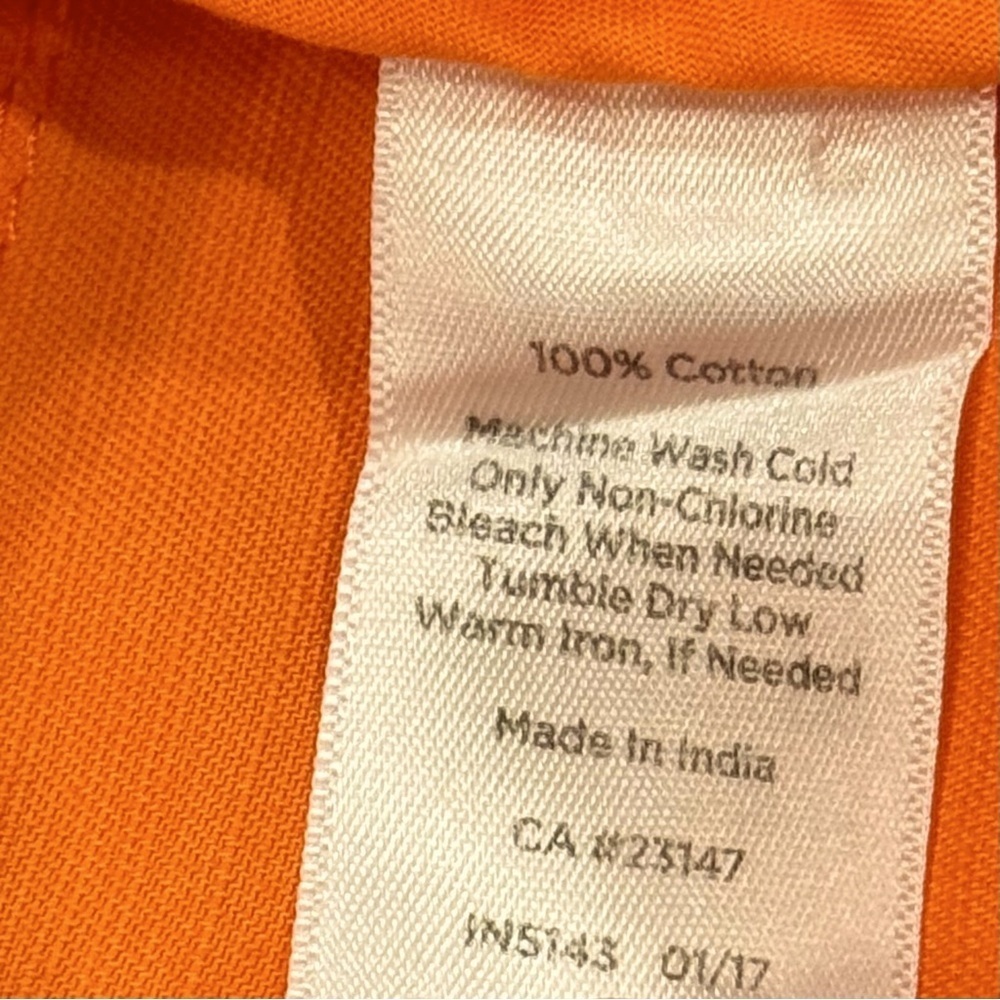 100% Cotton
Machine Wash Cold
Only Non-Chlorine
Bleach When Needed
Tumble Dry Low
Warm Iron, If Needed
Made In India
CA #23147
IN5143 01/17